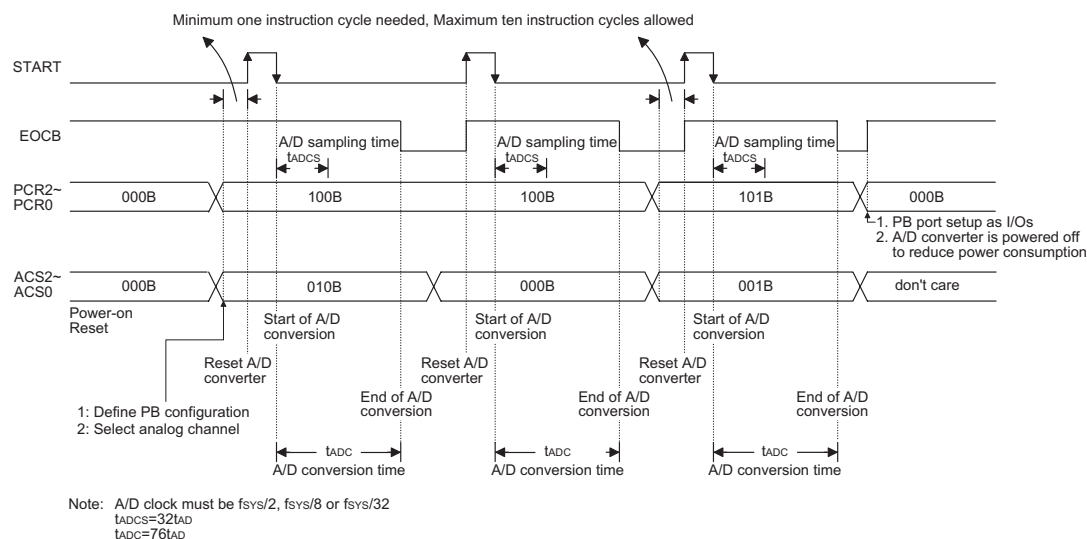 Minimum one instruction cycle needed, Maximum ten instruction cycles allowed
START
EOCB
A/D sampling time
tADCS
A/D sampling time
tADCS
A/D sampling time
tADCS
PCR2~
PCR0
000B
100B
100B
101B
000B
1. PB port setup as I/Os
2. A/D converter is powered off
to reduce power consumption
ACS2~
ACS0
000B
010B
000B
001B
don't care
Power-on
Reset
Start of A/D
conversion
Start of A/D
conversion
Start of A/D
conversion
Reset A/D
converter
Reset A/D
converter
Reset A/D
converter
End of A/D
conversion
End of A/D
conversion
End of A/D
conversion
1: Define PB configuration
2: Select analog channel
tADC
A/D conversion time
tADC
A/D conversion time
tADC
A/D conversion time
Note: A/D clock must be fSYS/2, fSYS/8 or fSYS/32
tADCS=32tAD
tADC=76tAD